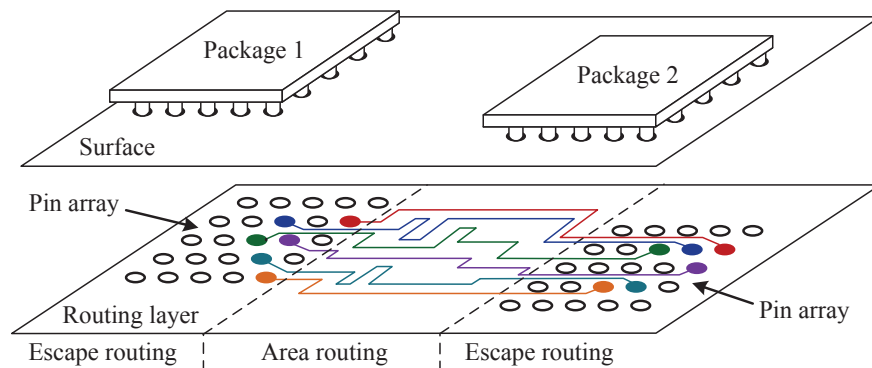 Package 1
Package 2
Surface
Pin array
Routing layer
Pin array
Escape routing
Area routing
Escape routing